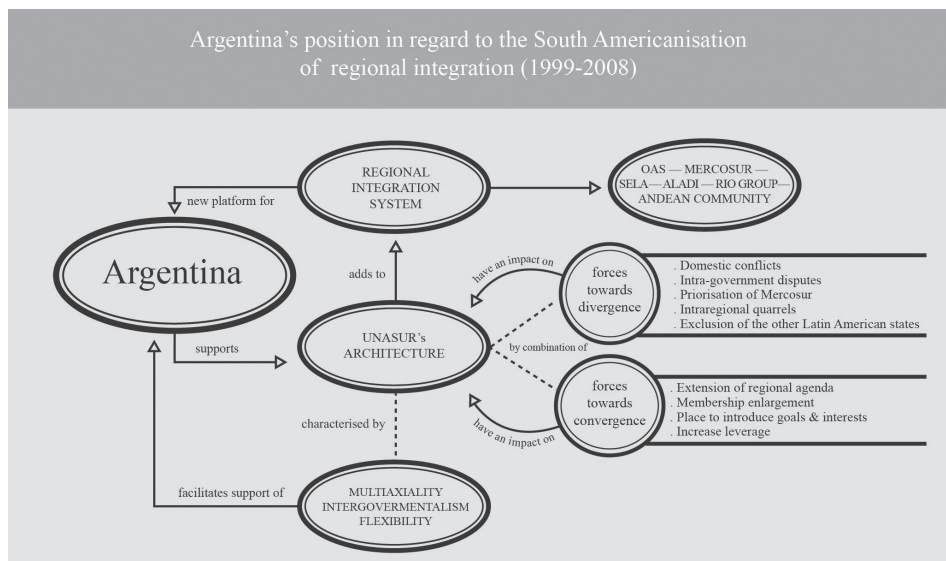 Argentina's position in regard to the South Americanisation
of regional integration (1999-2008)
REGIONAL
INTEGRATION
SYSTEM
OAS — MERCOSUR —
SELA— ALADI — RIO GROUP—
ANDEAN COMMUNITY
new platform for
Argentina
adds to
have an impact on
forces
towards
divergence
. Domestic conflicts
. Intra-government disputes
. Priorisation of Mercosur
. Intraregional quarrels
. Exclusion of the other Latin American states
supports
UNASUR's
ARCHITECTURE
by combination of
forces
towards
convergence
. Extension of regional agenda
. Membership enlargement
. Place to introduce goals & interests
. Increase leverage
have an impact on
characterised by
facilitates support of
MULTIAXIALITY
INTERGOVERMENTALISM
FLEXIBILITY